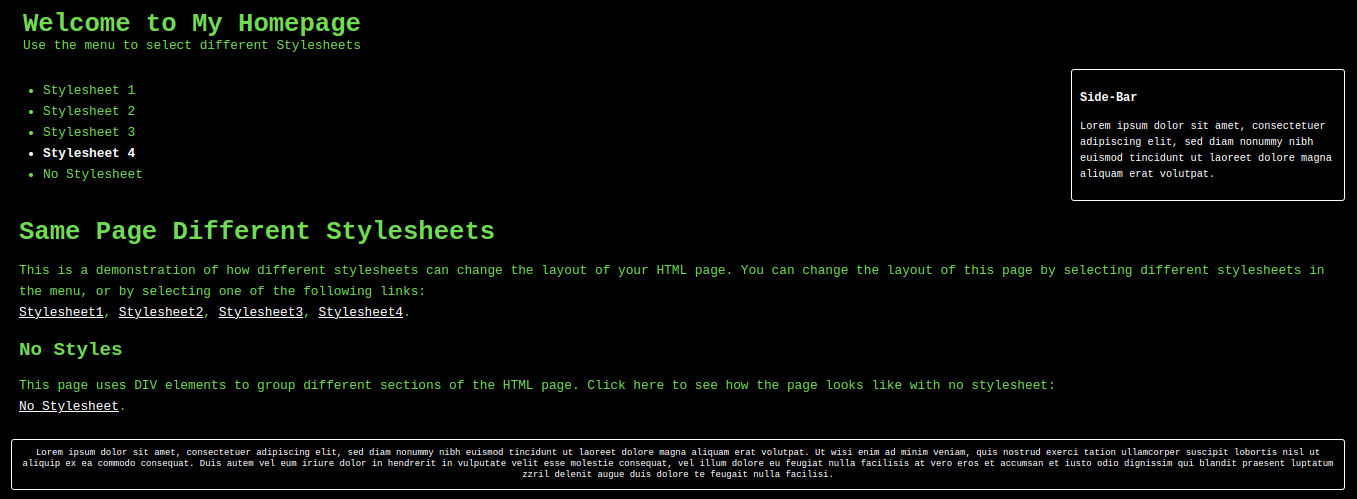 Welcome to My Homepage
Use the menu to select different Stylesheets
Stylesheet 1
Stylesheet 2
Stylesheet 3
Stylesheet 4
No Stylesheet
Side-Bar
Lorem ipsum dolor sit amet, consectetuer
adipiscing elit, sed diam nonummy nibh
euismod tincidunt ut laoreet dolore magna
aliquam erat volutpat.
Same Page Different Stylesheets
This is a demonstration of how different stylesheets can change the layout of your HTML page. You can change the layout of this page by selecting different stylesheets in
the menu, or by selecting one of the following links:
Stylesheet1, Stylesheet2, Stylesheet3, Stylesheet4.
No Styles
This page uses DIV elements to group different sections of the HTML page. Click here to see how the page looks like with no stylesheet:
No Stylesheet.
Lorem ipsum dolor sit amet, consectetuer adipiscing elit, sed diam nonummy nibh euismod tincidunt ut laoreet dolore magna aliquam erat volutpat. Ut wisi enim ad minim veniam, quis nostrud exerci tation ullamcorper suscipit lobortis nisl ut
aliquip ex ea commodo consequat. Duis autem vel eum iriure dolor in hendrerit in vulputate velit esse molestie consequat, vel illum dolore eu feugiat nulla facilisis at vero eros et accumsan et iusto odio dignissim qui blandit praesent luptatum
zzril delenit augue duis dolore te feugait nulla facilisi.